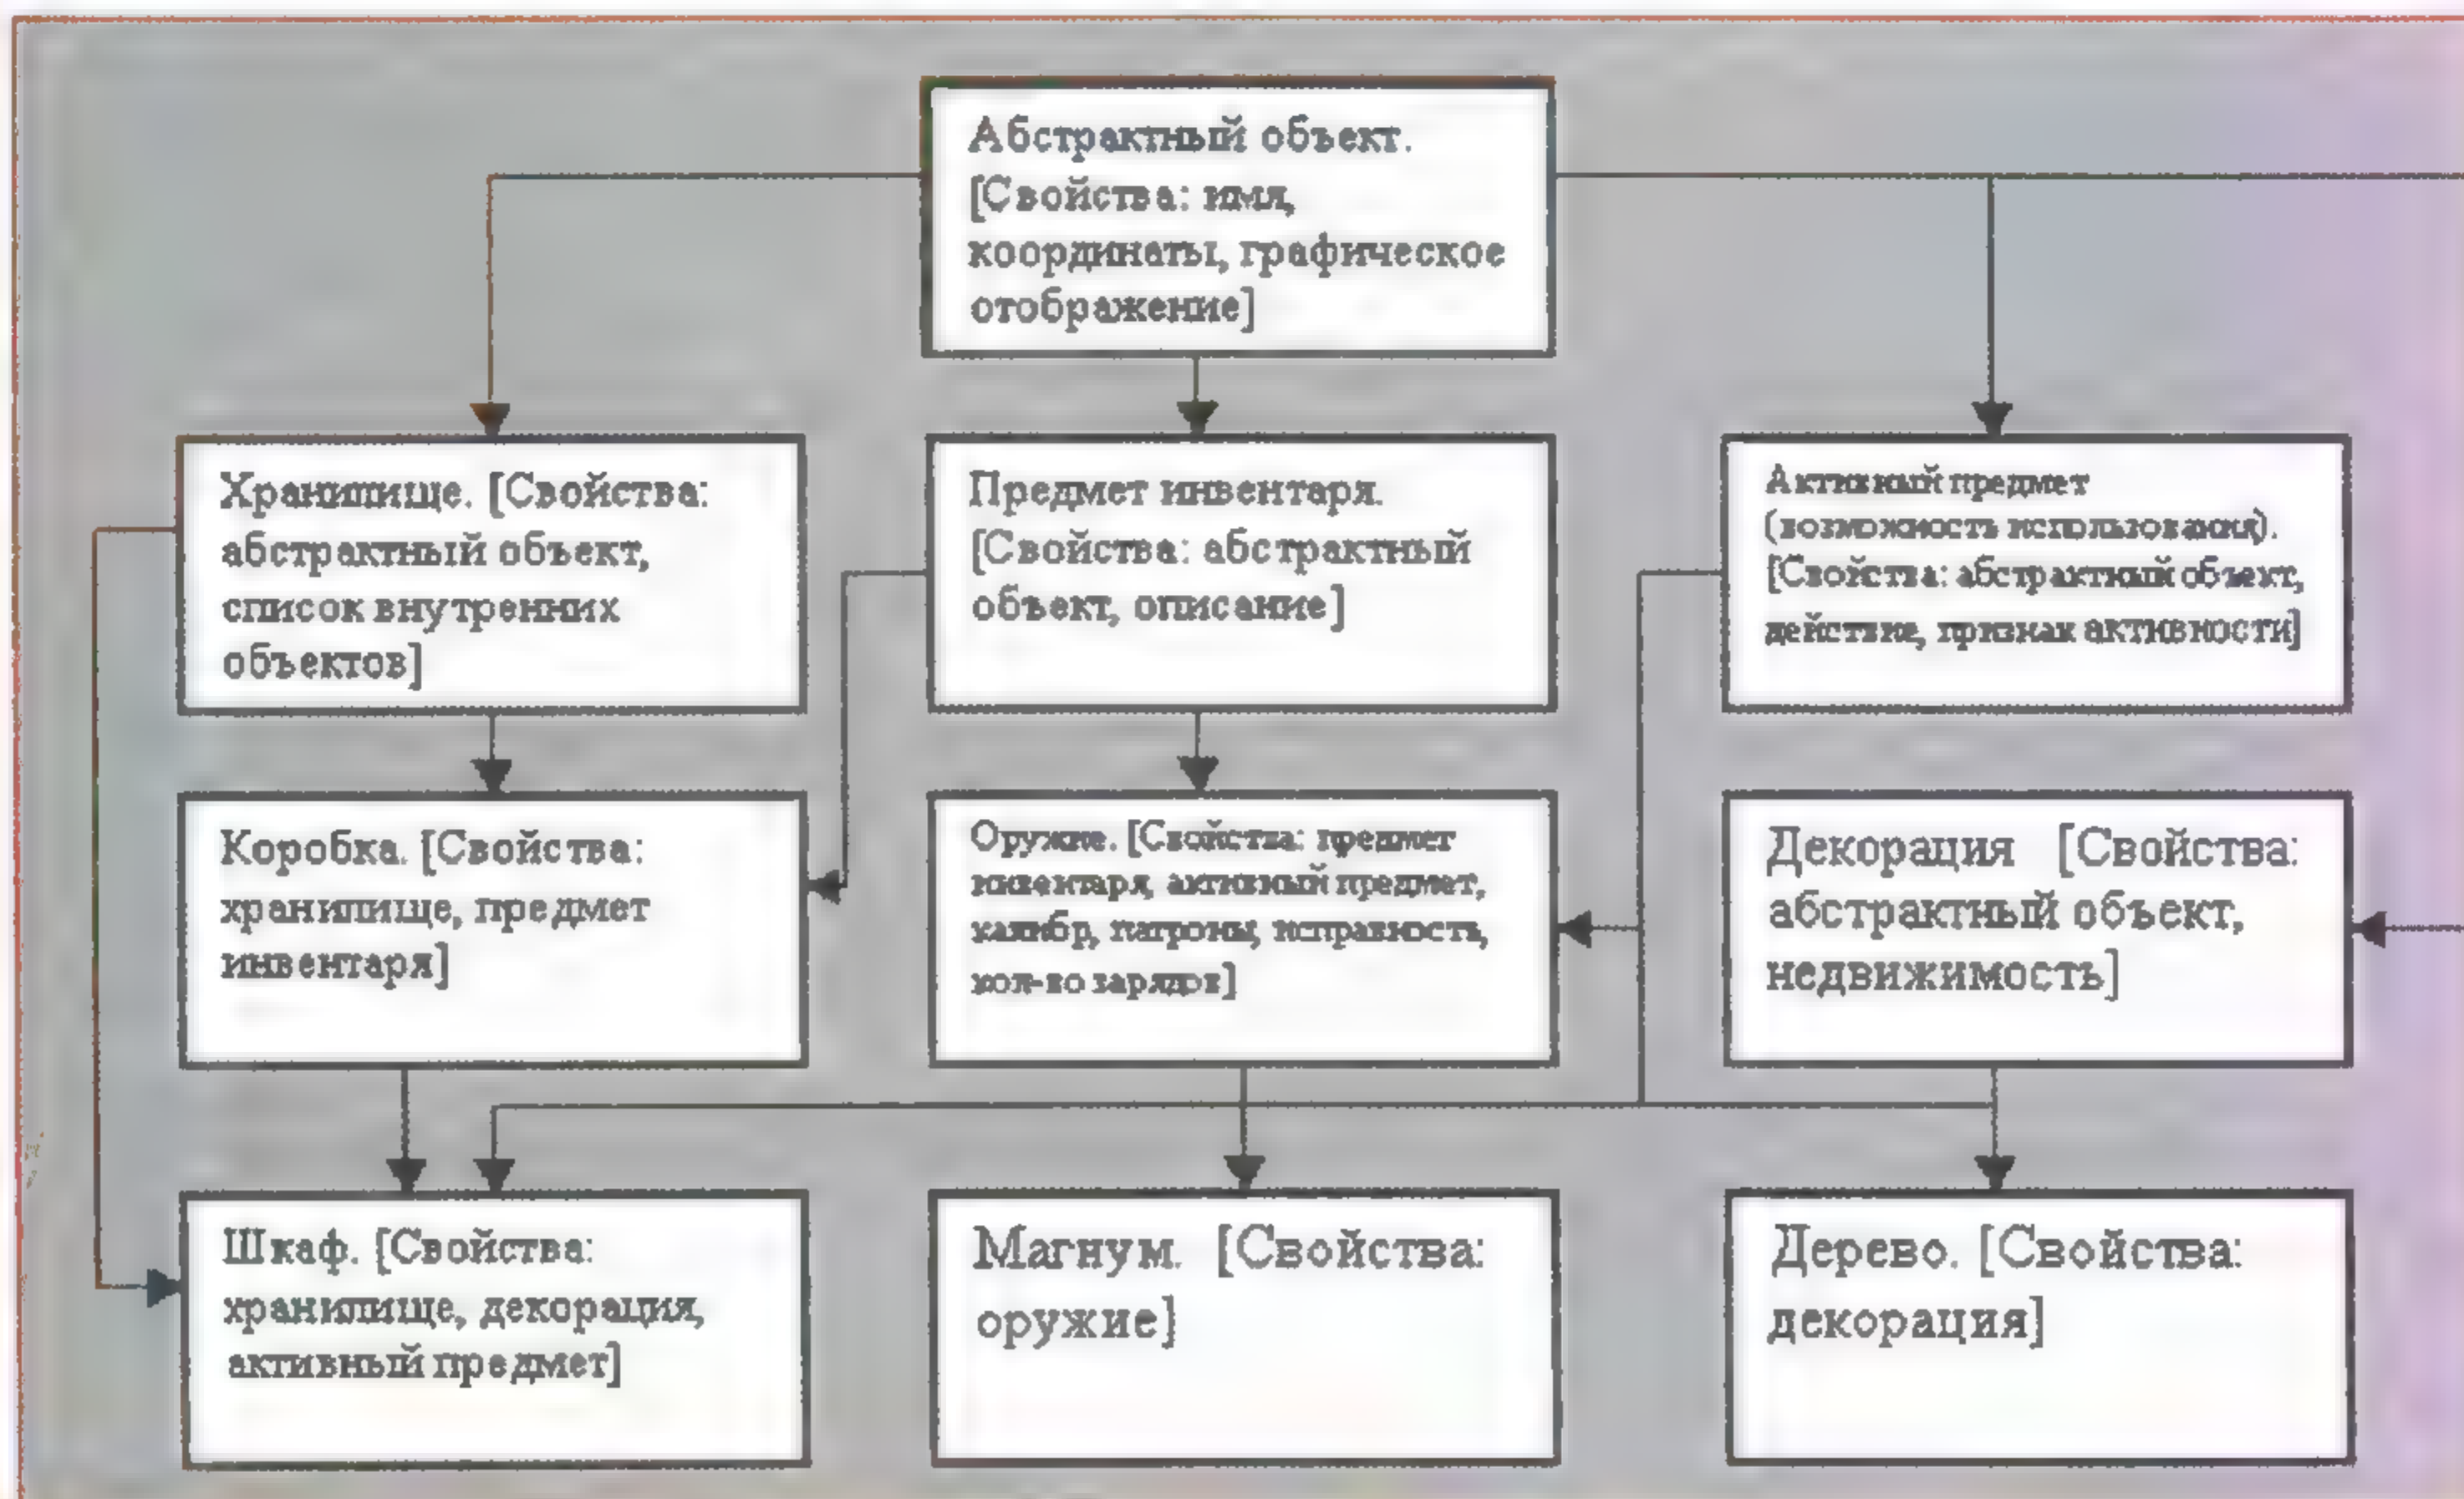 Абстрактный объект.
[Свойства: имя,
координаты, графическое
отображение]
Хранилище. [Свойства:
абстрактный объект,
список внутренних
объектов]
Предмет инвентаря.
[Свойства: абстрактный
объект, описание]
Активный предмет
(возможность использования).
[Свойства: абстрактный объект,
действие, признак активности]
Коробка. [Свойства:
хранилище, предмет
инвентаря]
Оружие. [Свойства: предмет
инвентаря, активный предмет,
калибр, патроны, исправность,
кол-во зарядов]
Декорация [Свойства:
абстрактный объект,
недвижимость]
Шкаф. [Свойства:
хранилище, декорация,
активный предмет]
Магнум. [Свойства:
оружие]
Дерево. [Свойства:
декорация]